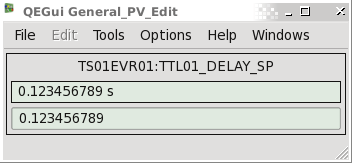 QEGui General_PV_Edit
File Edit Tools Options Help Windows
TS01EVR01:TTL01_DELAY_SP
0.123456789 s
0.123456789